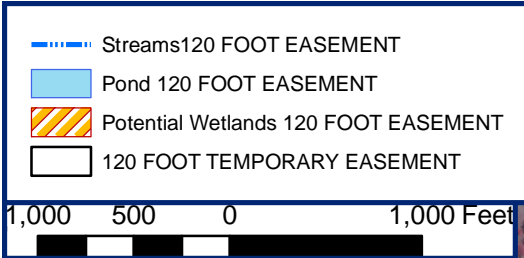 Streams120 FOOT EASEMENT
Pond 120 FOOT EASEMENT
Potential Wetlands 120 FOOT EASEMENT
120 FOOT TEMPORARY EASEMENT
1,000 500 0 1,000 Feet